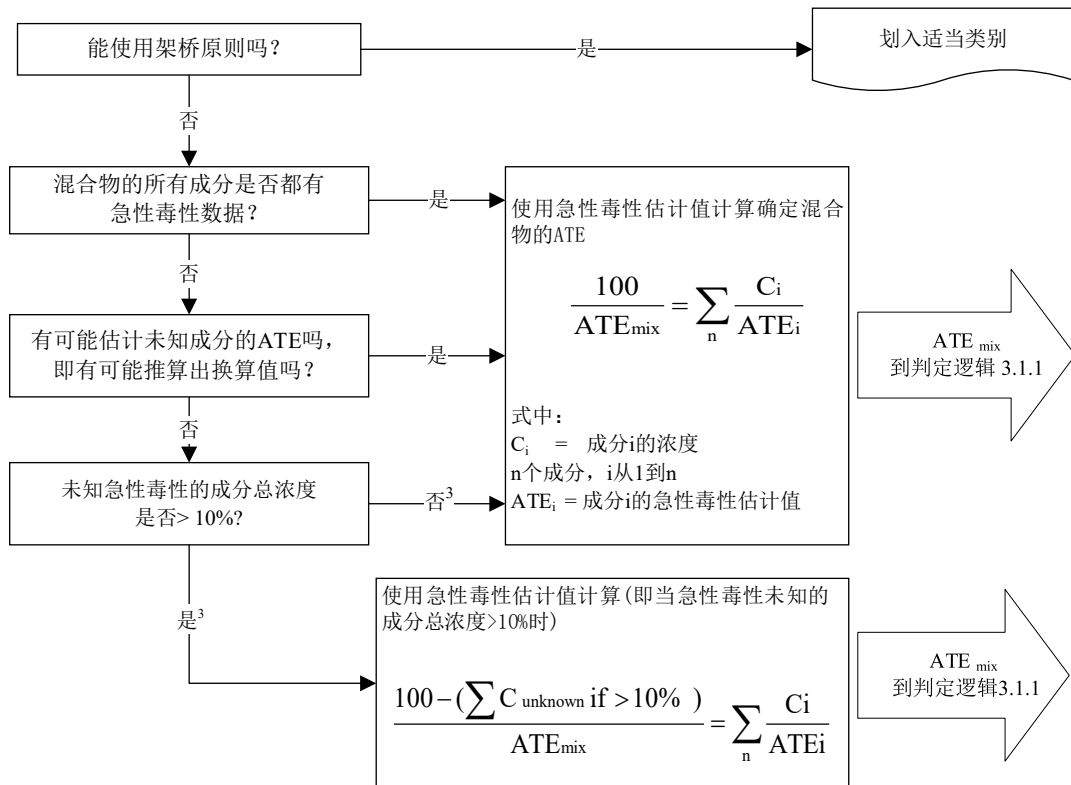 能使用架桥原则吗？
是
划入适当类别
否
混合物的所有成分是否都有
急性毒性数据？
是
使用急性毒性估计值计算确定混合
物的ATE
100/ATEmix = ∑n Ci/ATEi
否
有可能估计未知成分的ATE吗，
即有可能推算出换算值吗？
是
ATE mix
到判定逻辑 3.1.1
式中：
Ci = 成分i的浓度
n个成分，i从1到n
ATEi = 成分i的急性毒性估计值
否
未知急性毒性的成分总浓度
是否> 10%?
否3
是3
使用急性毒性估计值计算(即当急性毒性未知的
成分总浓度>10%时)
100−(∑C unknown if >10% )/ATEmix = ∑n Ci/ATEi
ATE mix
到判定逻辑3.1.1